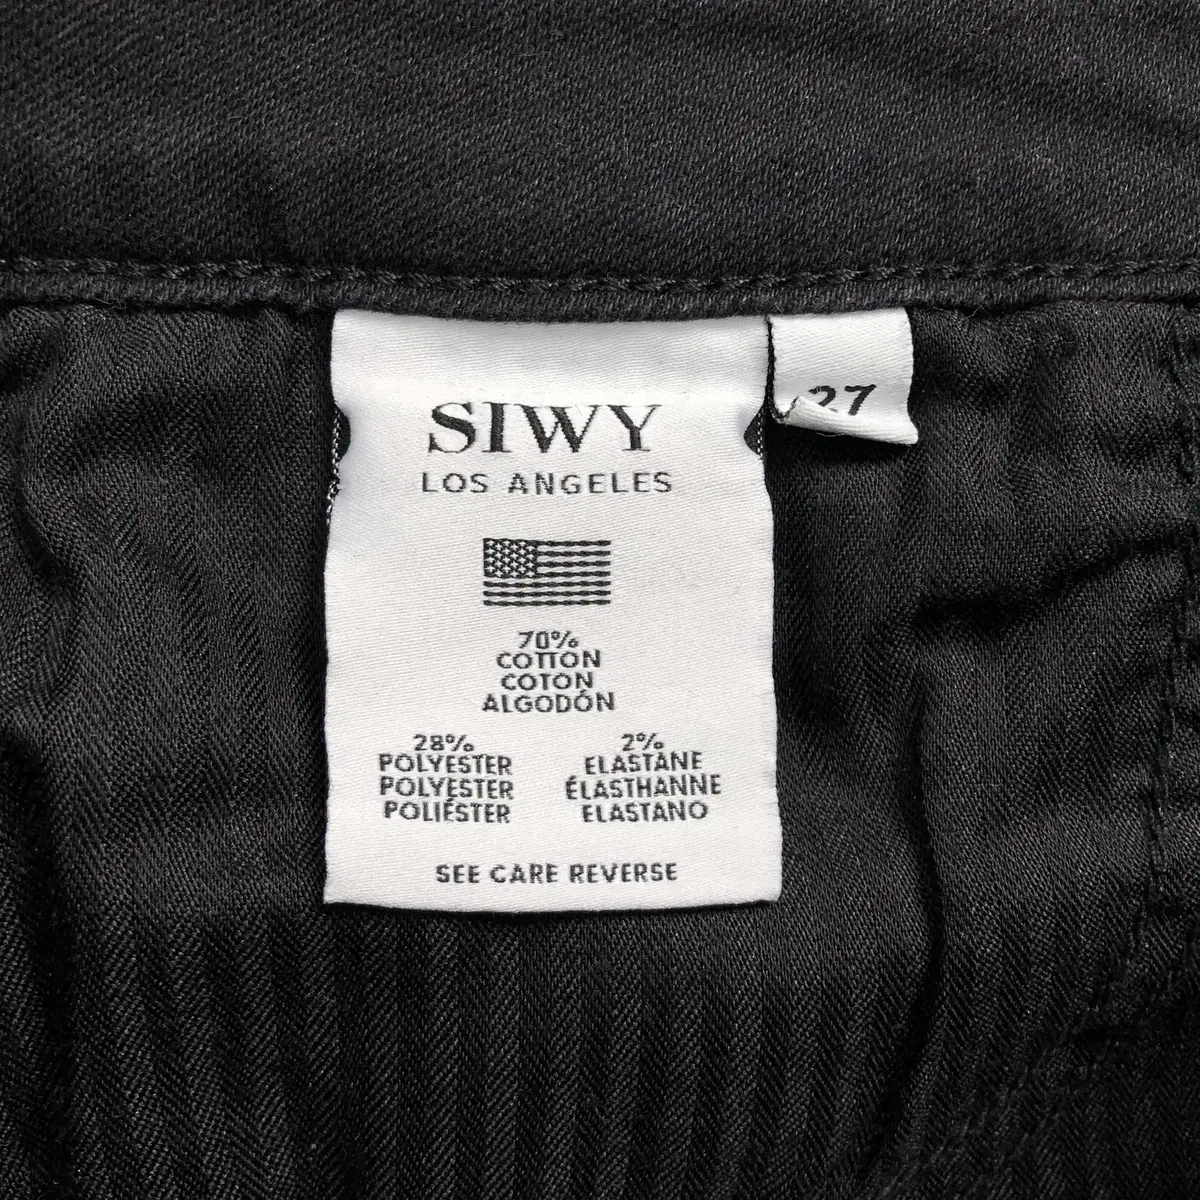 SIWY
LOS ANGELES
27
70%
COTTON
COTON
ALGODÓN
28%
POLYESTER
POLYESTER
POLIÉSTER
2%
ELASTANE
ÉLASTHANNE
ELASTANO
SEE CARE REVERSE